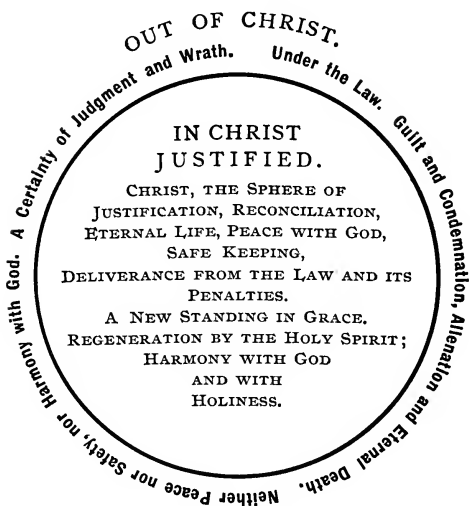 OUT OF CHRIST.
Under the Law. Guilt and Condemnation, Alienation and Eternal Death. Neither Peace nor Safety, nor Harmony with God. A Certainty of Judgment and Wrath.
IN CHRIST
JUSTIFIED.
CHRIST, THE SPHERE OF
JUSTIFICATION, RECONCILIATION,
ETERNAL LIFE, PEACE WITH GOD,
SAFE KEEPING,
DELIVERANCE FROM THE LAW AND ITS
PENALTIES.
A NEW STANDING IN GRACE.
REGENERATION BY THE HOLY SPIRIT;
HARMONY WITH GOD
AND WITH
HOLINESS.